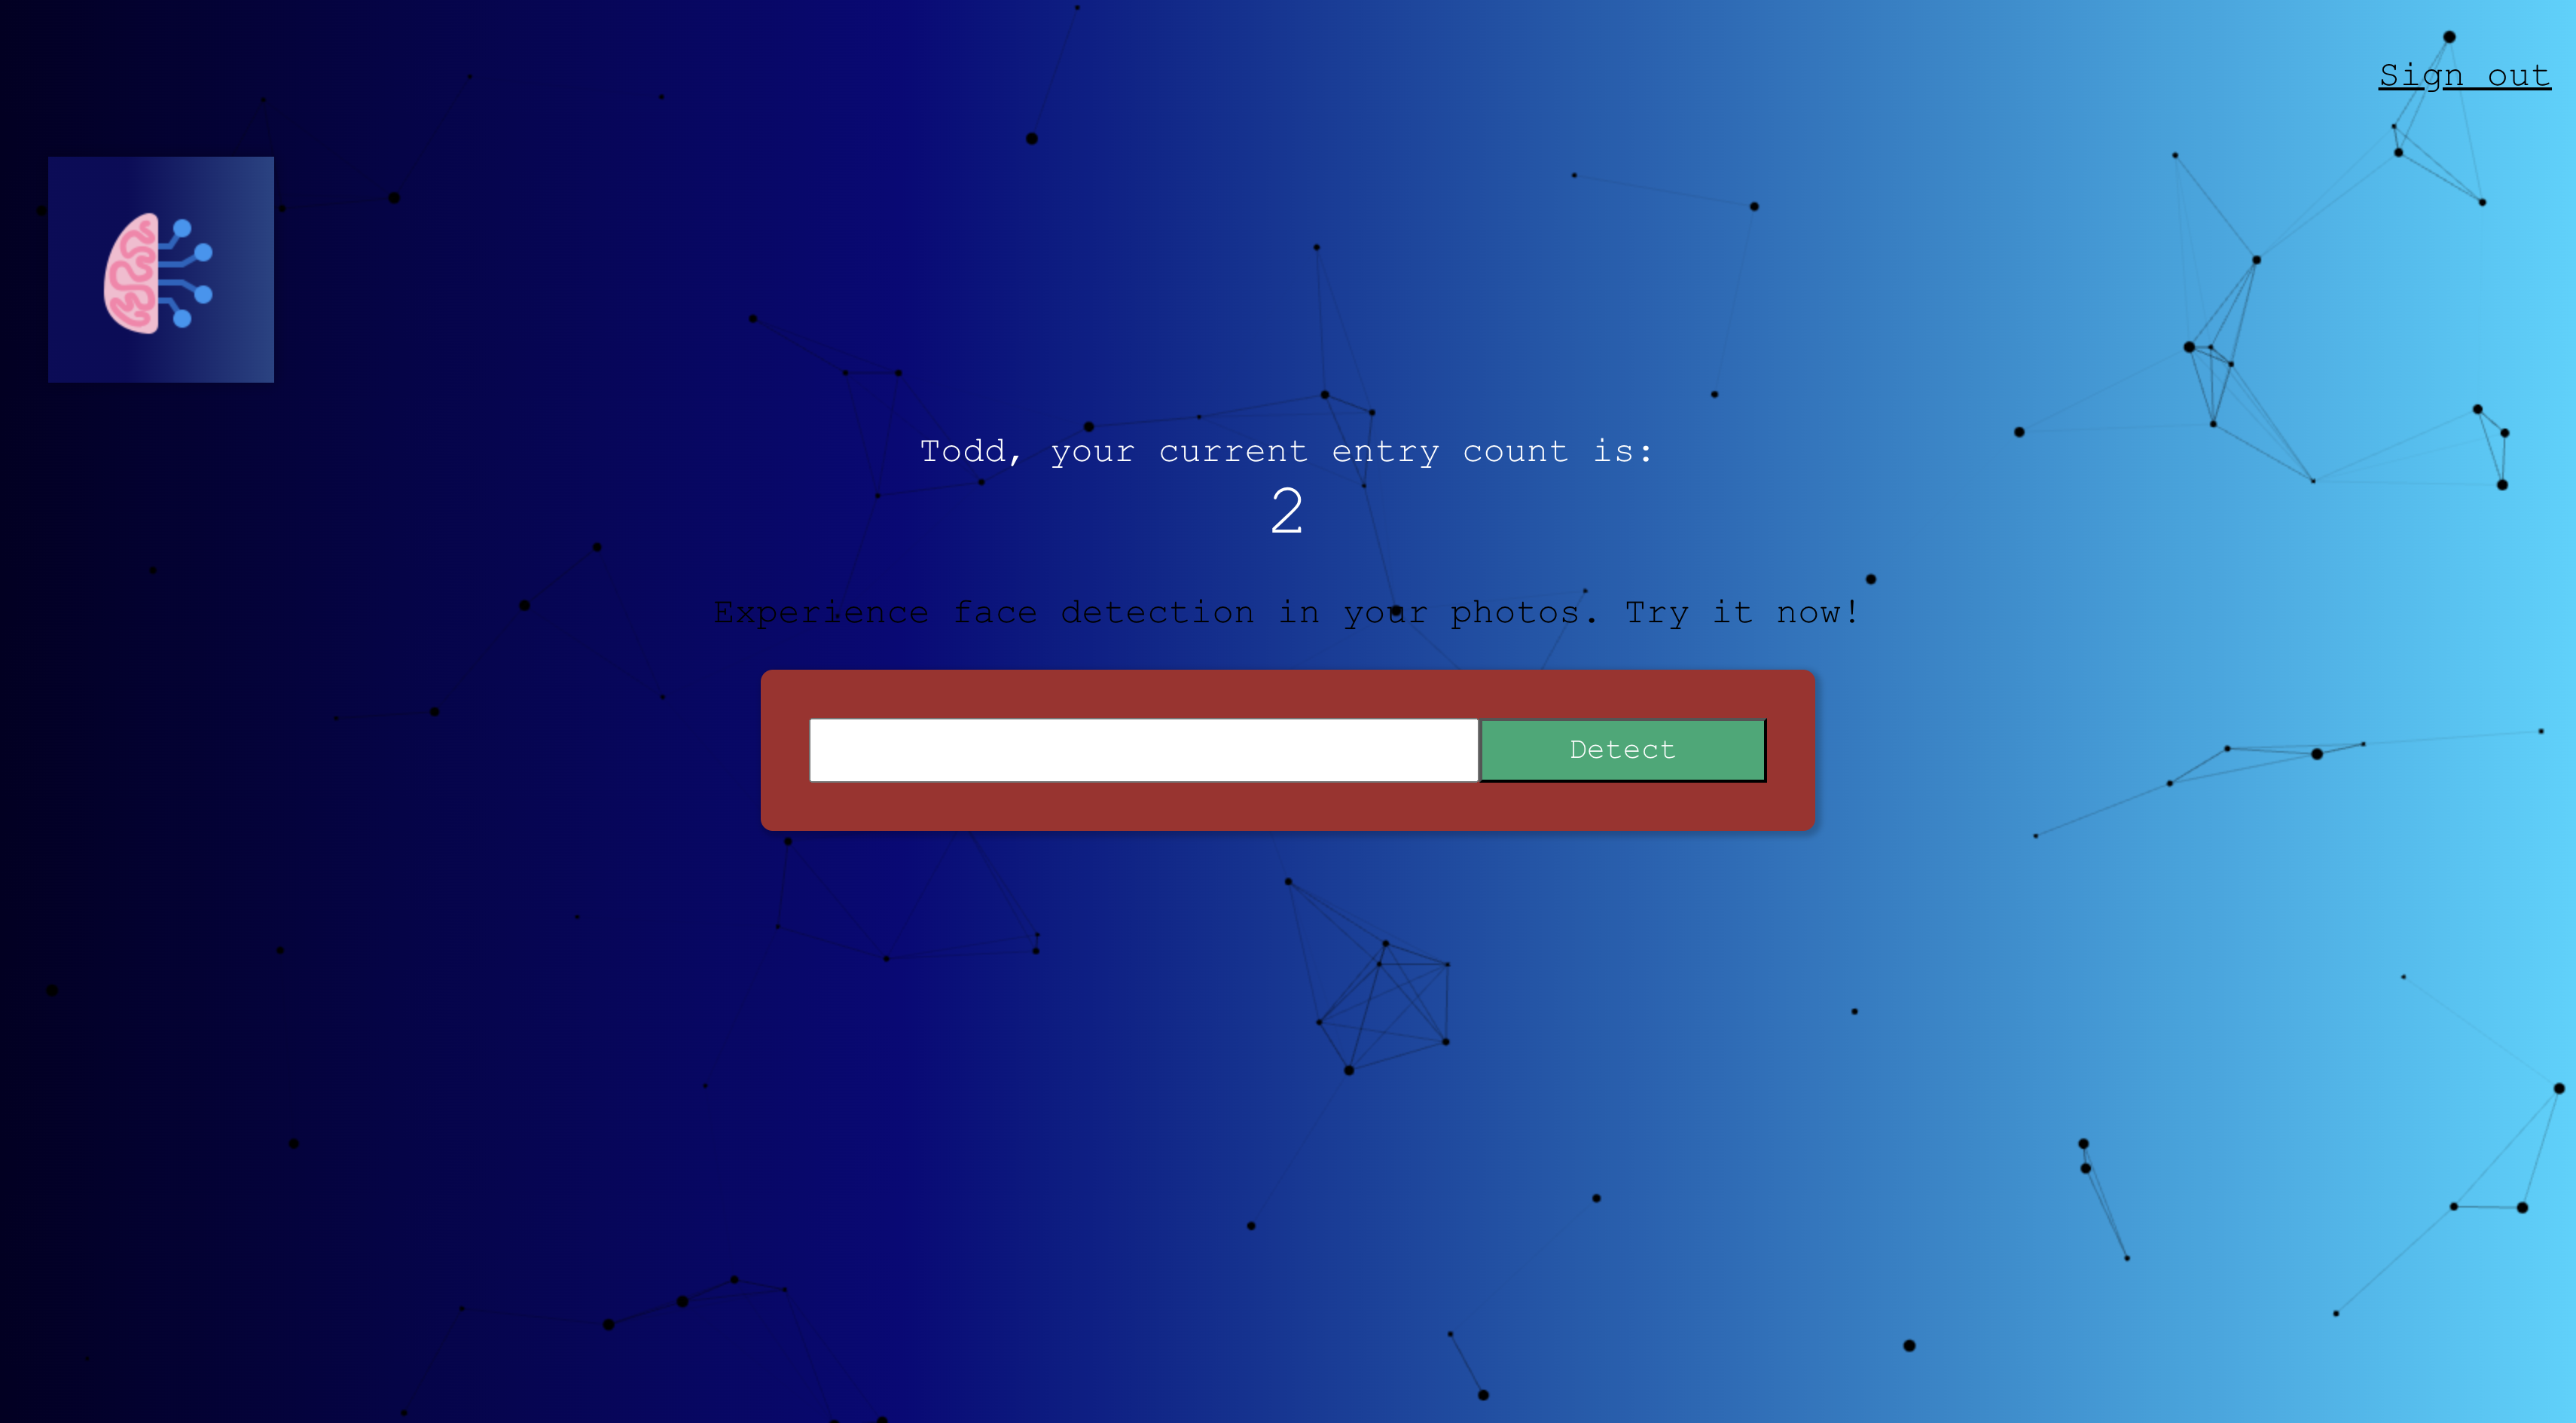 Sign out
Todd, your current entry count is:
2
Experience face detection in your photos. Try it now!
Detect